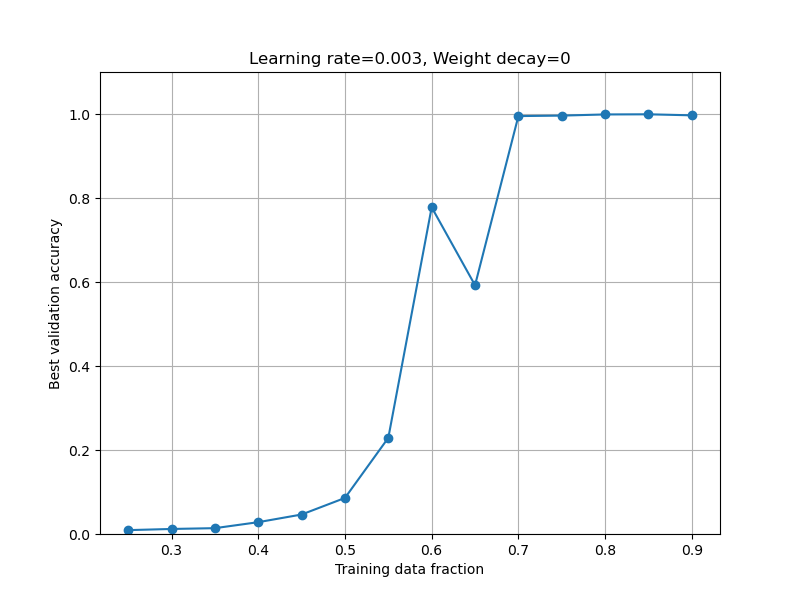 Learning rate=0.003, Weight decay=0
Best validation accuracy
1.0
0.8
0.6
0.4
0.2
0.0
0.3 0.4 0.5 0.6 0.7 0.8 0.9
Training data fraction